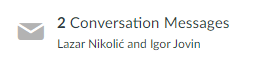 2 Conversation Messages
Lazar Nikolić and Igor Jovin